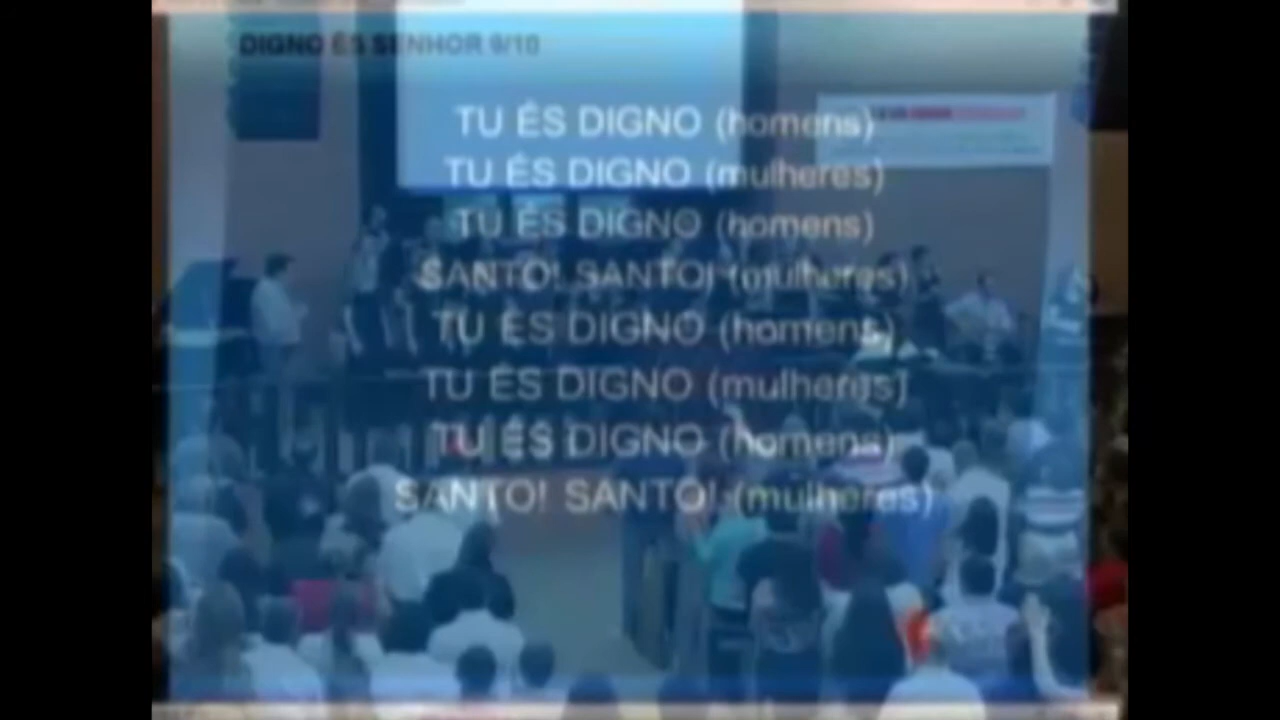 DIGNO ÉS SENHOR 9/10
TU ÉS DIGNO (homens)
TU ÉS DIGNO (mulheres)
TU ÉS DIGNO (homens)
SANTO! SANTO! (mulheres)
TU ÉS DIGNO (homens)
TU ÉS DIGNO (mulheres)
TU ÉS DIGNO (homens)
SANTO! SANTO! (mulheres)